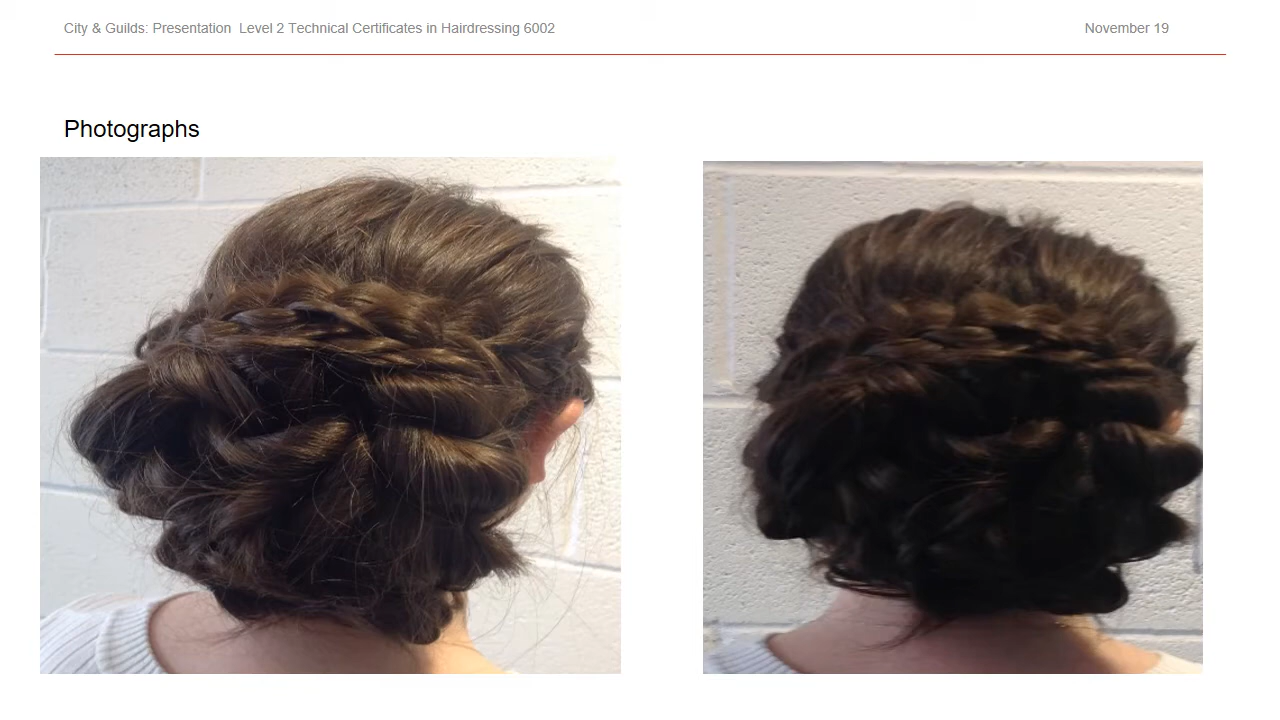 City & Guilds: Presentation  Level 2 Technical Certificates in Hairdressing 6002
November 19
Photographs